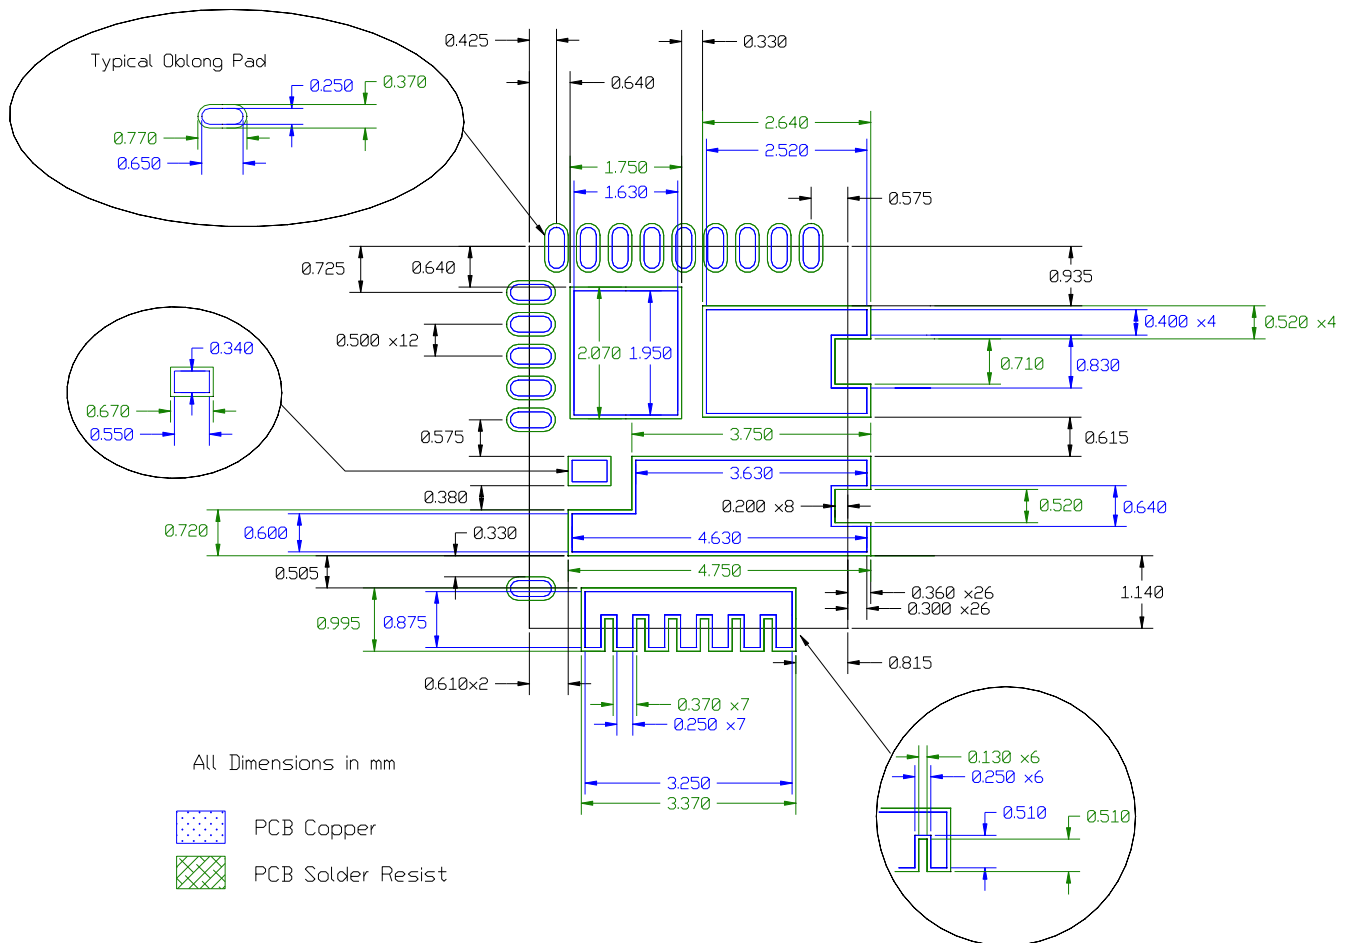 0.425
0.330
Typical Oblong Pad
0.250
0.370
0.640
0.770
0.650
2.640
2.520
1.750
1.630
0.575
0.725
0.640
0.935
0.400 x4
0.520 x4
0.500 x12
0.340
2.070
1.950
0.710
0.830
0.670
0.550
0.575
3.750
0.615
3.630
0.380
0.200 x8
0.520
0.640
0.720
0.600
0.330
4.630
0.505
4.750
0.360 x26
0.300 x26
1.140
0.995
0.875
0.610x2
0.815
0.370 x7
0.250 x7
All Dimensions in mm
0.130 x6
0.250 x6
3.250
3.370
0.510
0.510
PCB Copper
PCB Solder Resist